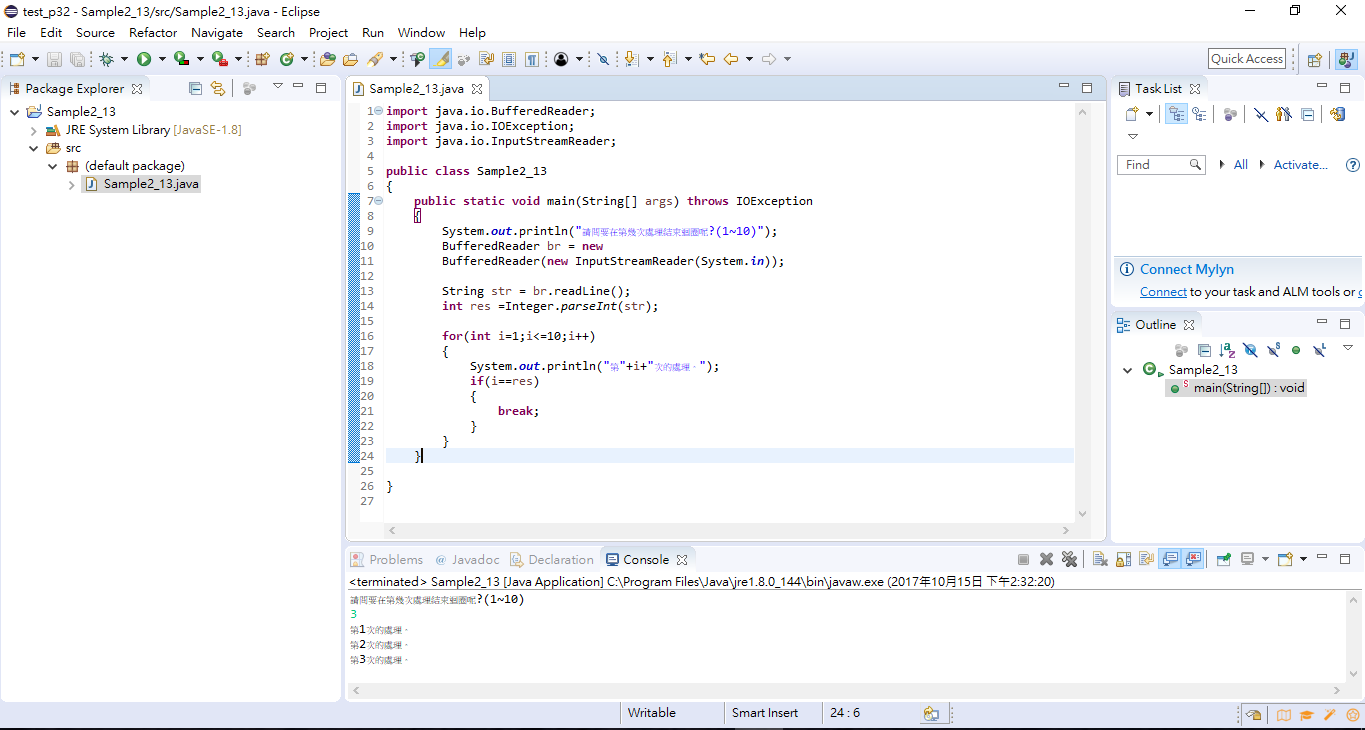 test_p32 - Sample2_13/src/Sample2_13.java - Eclipse
File Edit Source Refactor Navigate Search Project Run Window Help
Quick Access
Package Explorer
Sample2_13
JRE System Library [JavaSE-1.8]
src
(default package)
Sample2_13.java
Sample2_13.java
1 import java.io.BufferedReader;
2 import java.io.IOException;
3 import java.io.InputStreamReader;
4
5 public class Sample2_13
6 {
7 public static void main(String[] args) throws IOException
8 {
9 System.out.println("請問要在第幾次處理結束迴圈呢?(1~10)");
10 BufferedReader br = new
11 BufferedReader(new InputStreamReader(System.in));
12
13 String str = br.readLine();
14 int res =Integer.parseInt(str);
15
16 for(int i=1;i<=10;i++)
17 {
18 System.out.println("第"+i+"次的處理、");
19 if(i==res)
20 {
21 break;
22 }
23 }
24 }
25
26 }
27
Problems @ Javadoc Declaration Console
<terminated> Sample2_13 [Java Application] C:\Program Files\Java\jre1.8.0_144\bin\javaw.exe (2017年10月15日 下午2:32:20)
請問要在第幾次處理結束迴圈呢?(1~10)
3
第1次的處理、
第2次的處理、
第3次的處理、
Task List
Find All Activate...
Connect Mylyn
Connect to your task and ALM tools or
Outline
Sample2_13
main(String[]) : void
Writable Smart Insert 24 : 6